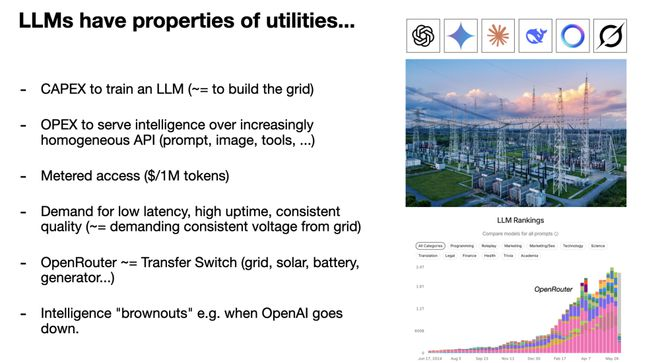 LLMs have properties of utilities...
- CAPEX to train an LLM (~= to build the grid)
- OPEX to serve intelligence over increasingly
homogeneous API (prompt, image, tools, ...)
- Metered access ($/1M tokens)
- Demand for low latency, high uptime, consistent
quality (~= demanding consistent voltage from grid)
- OpenRouter ~= Transfer Switch (grid, solar, battery,
generator...)
- Intelligence "brownouts" e.g. when OpenAI goes
down.
LLM Rankings
Compare models for all prompts
All Categories Programming Roleplay Marketing Marketing/Seo Technology Science
Translation Legal Finance Health Trivia Academia
OpenRouter
2.4T
1.8T
1.2T
600B
0
Jun 17, 2024 Aug 5 Sep 23 Nov 11 Dec 30 Feb 17 Apr 7 May 26